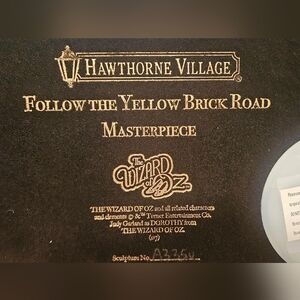 HAWTHORNE VILLAGE
FOLLOW THE YELLOW BRICK ROAD
MASTERPIECE
The
WIZARD
of OZ
THE WIZARD OF OZ and all related characters
and elements © & ™ Turner Entertainment Co.
Judy Garland as DOROTHY from
THE WIZARD OF OZ.
Sculpture No. A3350